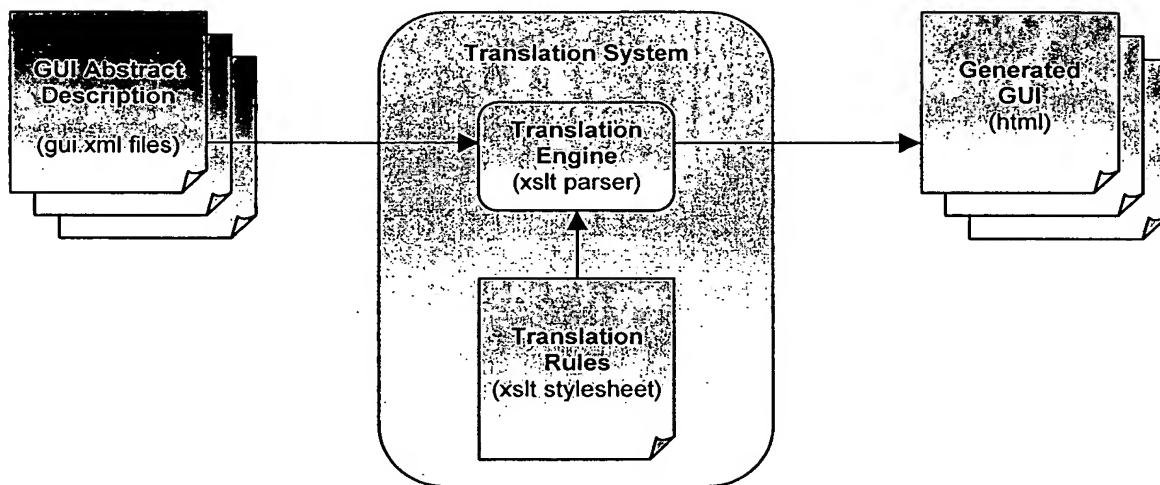 GUI Abstract
Description
(gui.xml files)
Translation System
Translation
Engine
(xslt parser)
Translation
Rules
(xslt stylesheet)
Generated
GUI
(html)